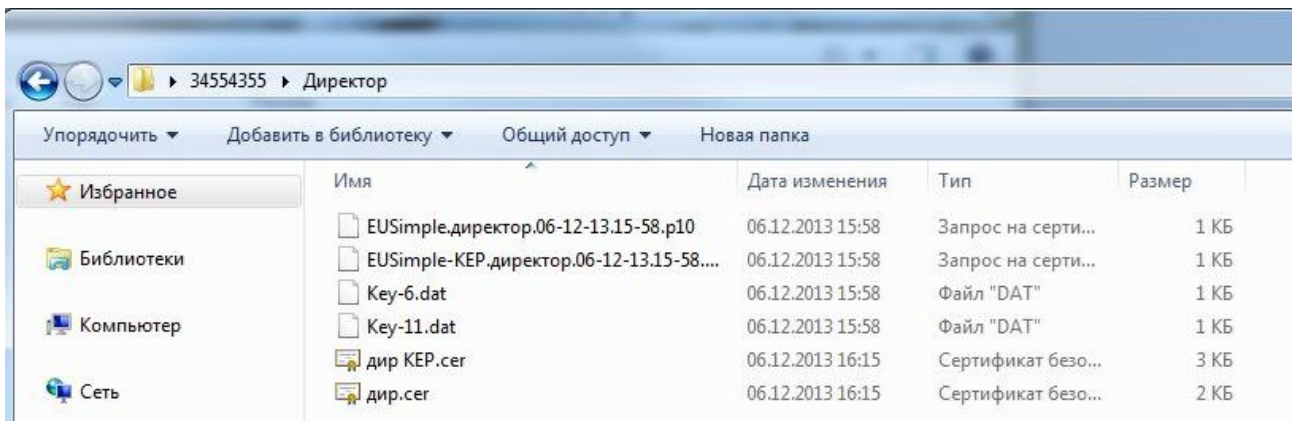 34554355 Директор
Упорядочить Добавить в библиотеку Общий доступ Новая папка
Избранное
Библиотеки
Компьютер
Сеть
Имя Дата изменения Тип Размер
EUSimple.директор.06-12-13.15-58.p10 06.12.2013 15:58 Запрос на серти... 1 КБ
EUSimple-KEP.директор.06-12-13.15-58.... 06.12.2013 15:58 Запрос на серти... 1 КБ
Key-6.dat 06.12.2013 15:58 Файл "DAT" 1 КБ
Key-11.dat 06.12.2013 15:58 Файл "DAT" 1 КБ
дир KEP.cer 06.12.2013 16:15 Сертификат безо... 3 КБ
дир.cer 06.12.2013 16:15 Сертификат безо... 2 КБ